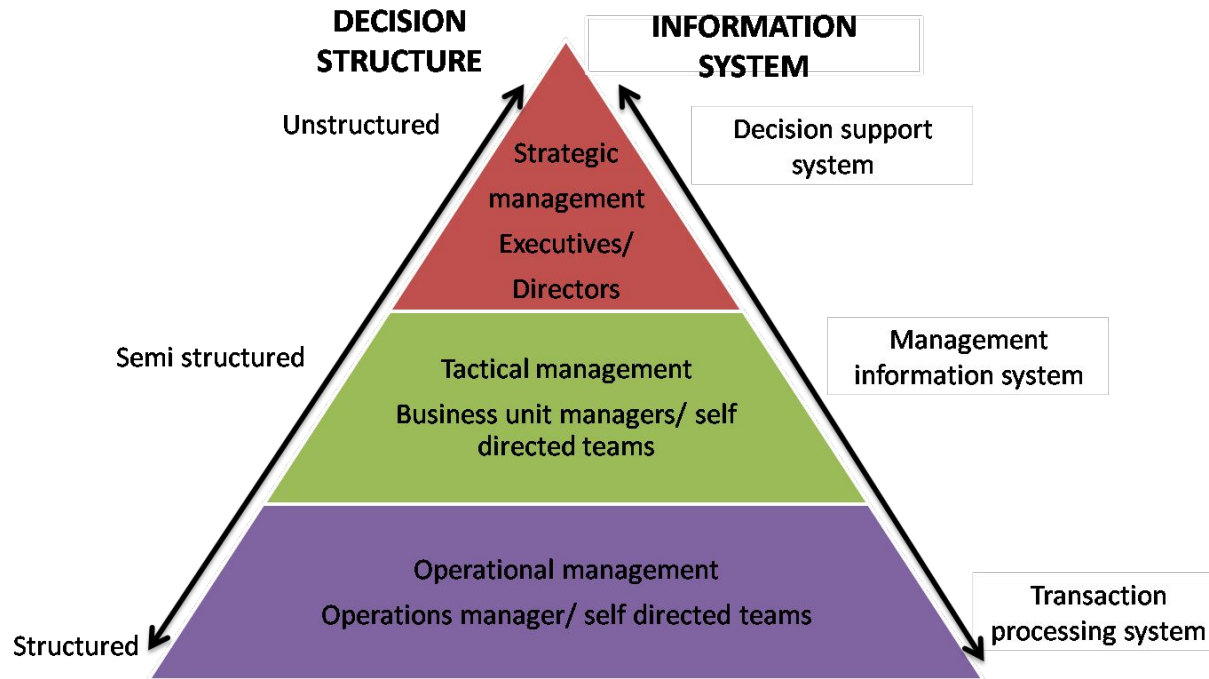 DECISION
STRUCTURE
INFORMATION
SYSTEM
Unstructured
Decision support
system
Strategic
management
Executives/
Directors
Semi structured
Management
information system
Tactical management
Business unit managers/ self
directed teams
Operational management
Operations manager/ self directed teams
Structured
Transaction
processing system